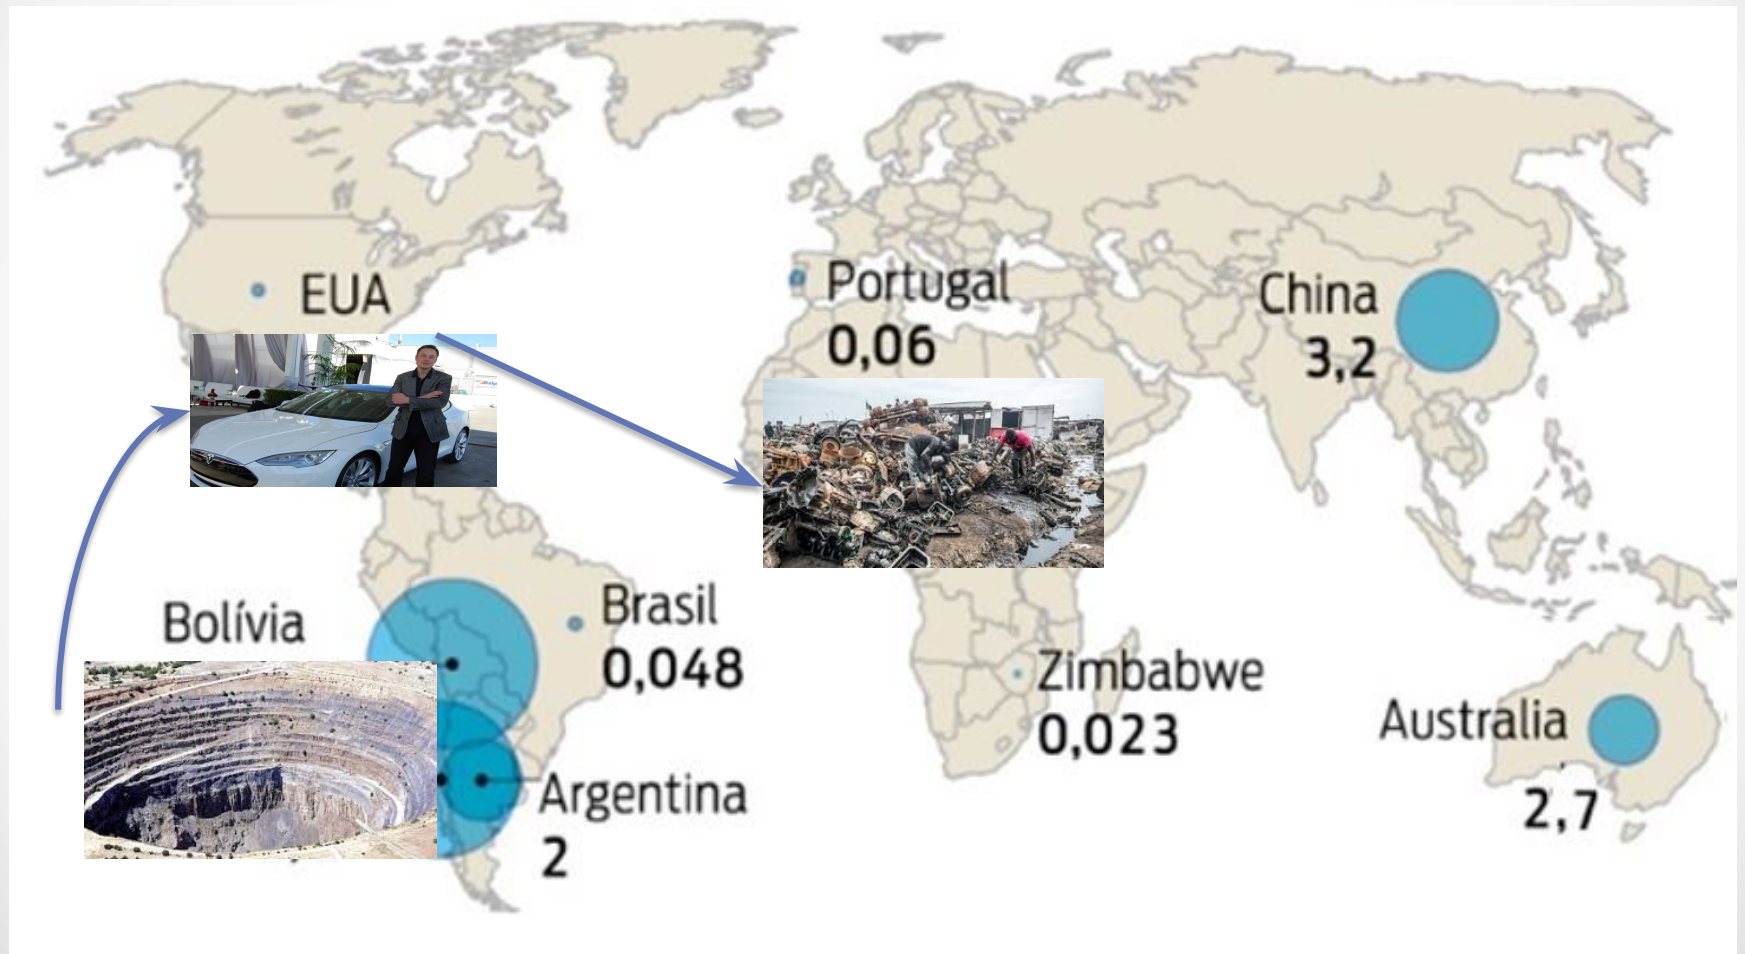 EUA
Portugal
0,06
China
3,2
Bolívia
Brasil
0,048
Zimbabwe
0,023
Australia
2,7
Argentina
2